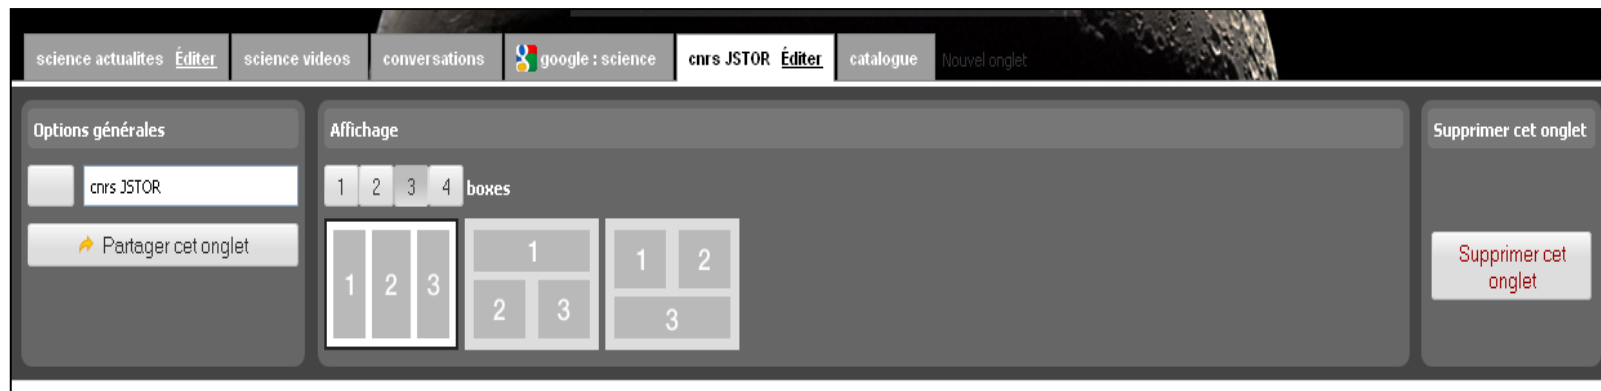 science actualites Éditer science videos conversations google : science cnrs JSTOR Éditer catalogue Nouvel onglet
Options générales
cnrs JSTOR
Partager cet onglet
Affichage
1 2 3 4 boxes
1 2 3
1
2 3
1 2
3
Supprimer cet onglet
Supprimer cet
onglet